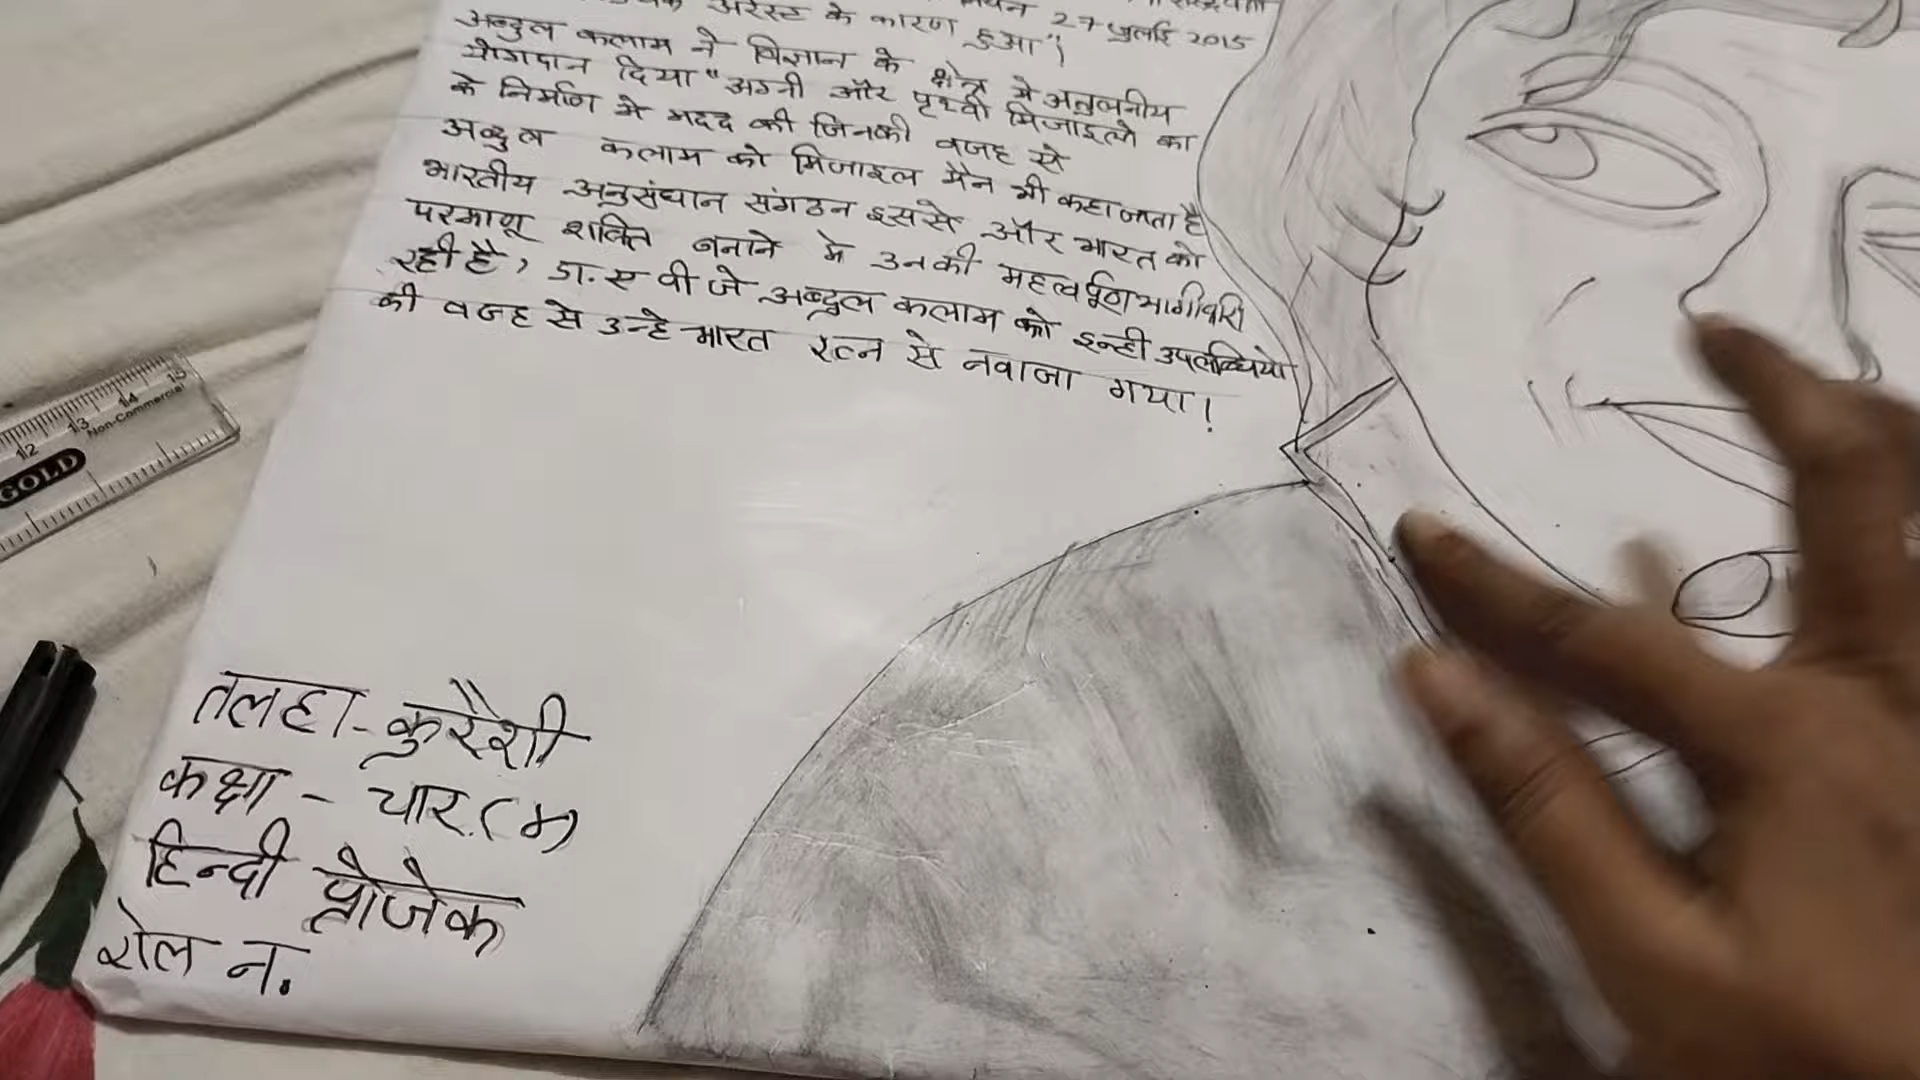 अरेस्ट के कारण हुआ"। 27 जुलाई 2015
अब्दुल कलाम ने विज्ञान के क्षेत्र मे अतुलनीय
योगदान दिया "अग्नी और पृथ्वी मिजाइलो का
के निर्माण मे मदद की जिनकी वजह से
अब्दुल कलाम को मिजाइल मैन भी कहा जाता है
भारतीय अनुसंधान संगठन इससे और भारत को
परमाणू शक्ति बनाने मे उनकी महत्वपूर्ण
रही है, डा. ए पी जे अब्दुल कलाम को इन्ही उपलब्धियो
की वजह से उन्हे भारत रत्न से नवाजा गया।
तलहा-कुरैशी
कक्षा - चार.(४)
हिन्दी प्रोजेक
रोल न.
12 13 14 15
Non-Commercial
GOLD